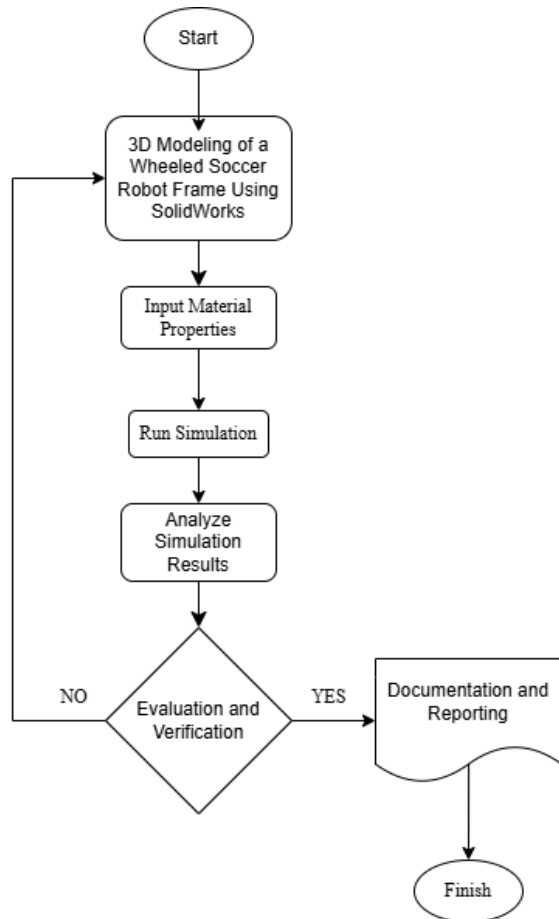 Start
3D Modeling of a
Wheeled Soccer
Robot Frame Using
SolidWorks
Input Material
Properties
Run Simulation
Analyze
Simulation
Results
NO
Evaluation and
Verification
YES
Documentation and
Reporting
Finish